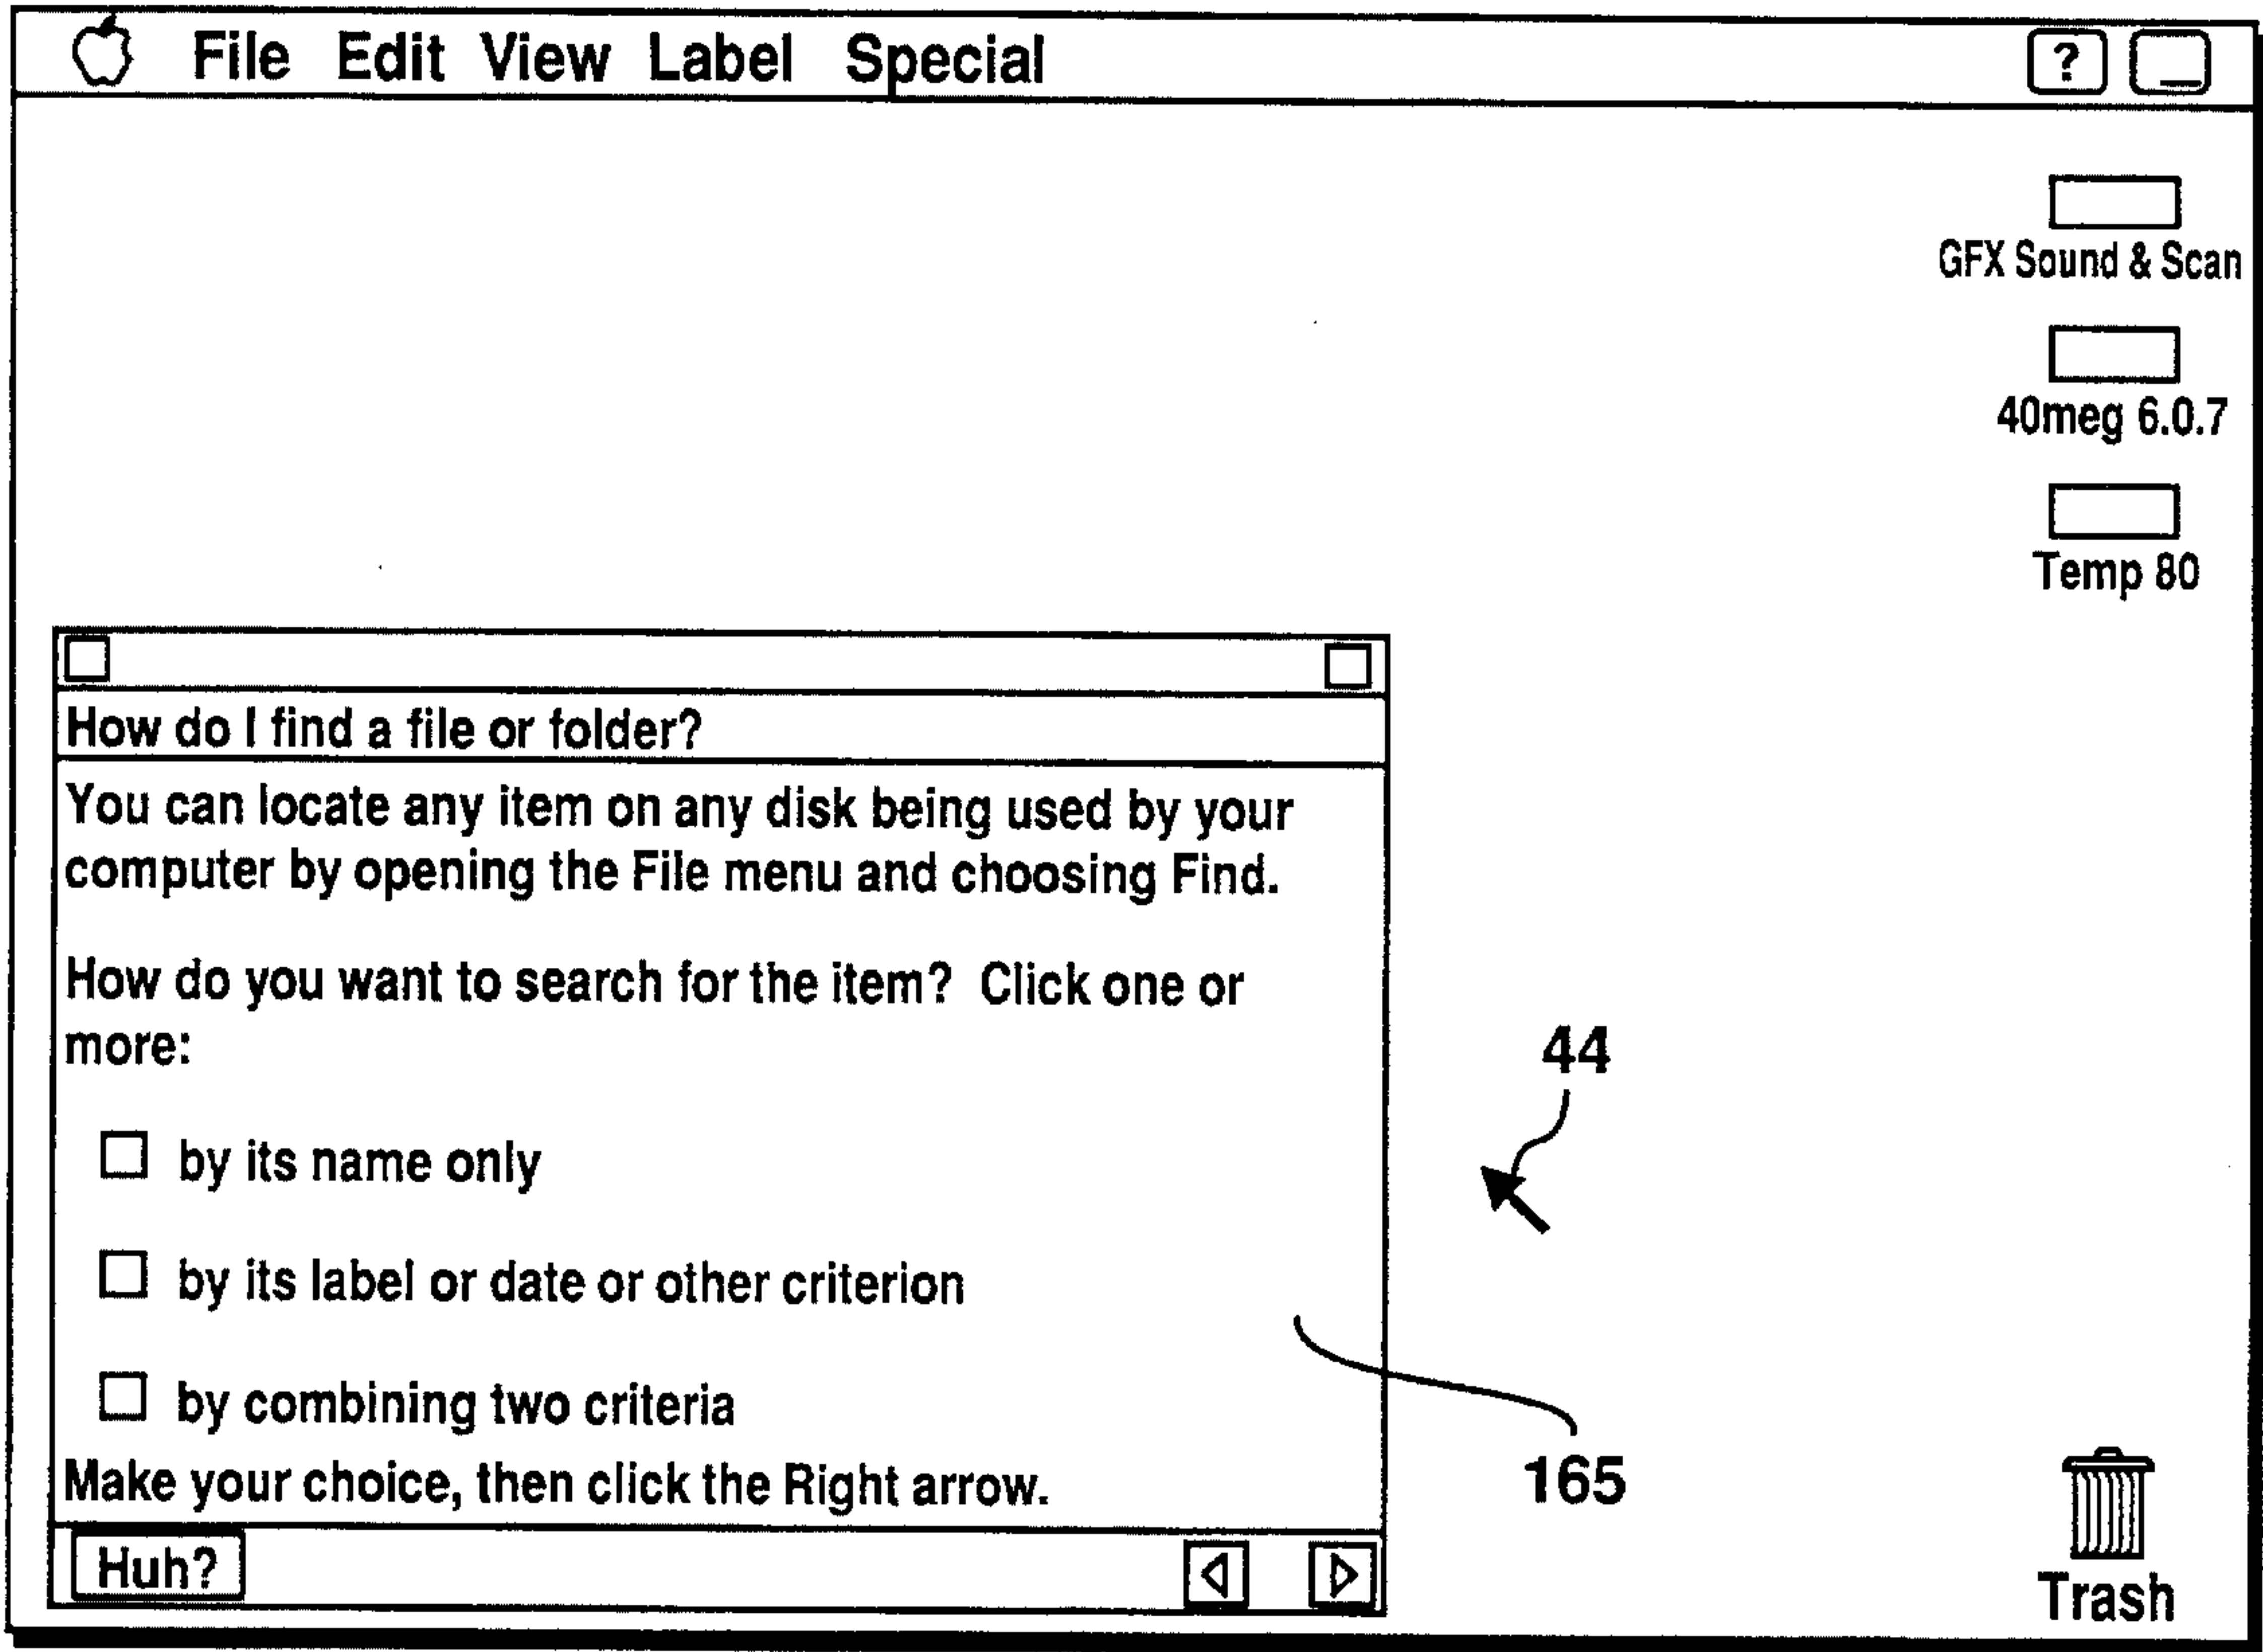 File Edit View Label Special ?
GFX Sound & Scan
40meg 6.0.7
Temp 80
How do I find a file or folder?
You can locate any item on any disk being used by your
computer by opening the File menu and choosing Find.
How do you want to search for the item? Click one or
more:
by its name only
by its label or date or other criterion
by combining two criteria
Make your choice, then click the Right arrow.
Huh?
44
165
Trash